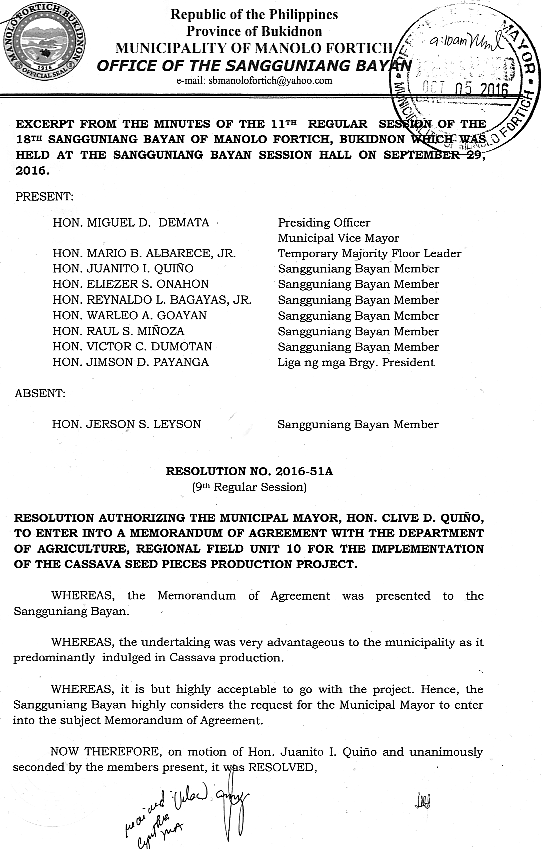 Republic of the Philippines
Province of Bukidnon
MUNICIPALITY OF MANOLO FORTICH
OFFICE OF THE SANGGUNIANG BAYAN
e-mail: sbmanolofortich@yahoo.com
MANOLO FORTICH, BUKIDNON
OFFICIAL SEAL
9:10am
MAYOR
OCT 05 2016
EXCERPT FROM THE MINUTES OF THE 11TH REGULAR SESSION OF THE
18TH SANGGUNIANG BAYAN OF MANOLO FORTICH, BUKIDNON WHICH WAS
HELD AT THE SANGGUNIANG BAYAN SESSION HALL ON SEPTEMBER 29,
2016.
PRESENT:
HON. MIGUEL D. DEMATA Presiding Officer
Municipal Vice Mayor
HON. MARIO B. ALBARECE, JR. Temporary Majority Floor Leader
HON. JUANITO I. QUIÑO Sangguniang Bayan Member
HON. ELIEZER S. ONAHON Sangguniang Bayan Member
HON. REYNALDO L. BAGAYAS, JR. Sangguniang Bayan Member
HON. WARLEO A. GOAYAN Sangguniang Bayan Member
HON. RAUL S. MIÑOZA Sangguniang Bayan Member
HON. VICTOR C. DUMOTAN Sangguniang Bayan Member
HON. JIMSON D. PAYANGA Liga ng mga Brgy. President
ABSENT:
HON. JERSON S. LEYSON Sangguniang Bayan Member
RESOLUTION NO. 2016-51A
(9th Regular Session)
RESOLUTION AUTHORIZING THE MUNICIPAL MAYOR, HON. CLIVE D. QUIÑO,
TO ENTER INTO A MEMORANDUM OF AGREEMENT WITH THE DEPARTMENT
OF AGRICULTURE, REGIONAL FIELD UNIT 10 FOR THE IMPLEMENTATION
OF THE CASSAVA SEED PIECES PRODUCTION PROJECT.
WHEREAS, the Memorandum of Agreement was presented to the
Sangguniang Bayan.
WHEREAS, the undertaking was very advantageous to the municipality as it
predominantly indulged in Cassava production.
WHEREAS, it is but highly acceptable to go with the project. Hence, the
Sangguniang Bayan highly considers the request for the Municipal Mayor to enter
into the subject Memorandum of Agreement.
NOW THEREFORE, on motion of Hon. Juanito I. Quiño and unanimously
seconded by the members present, it was RESOLVED,